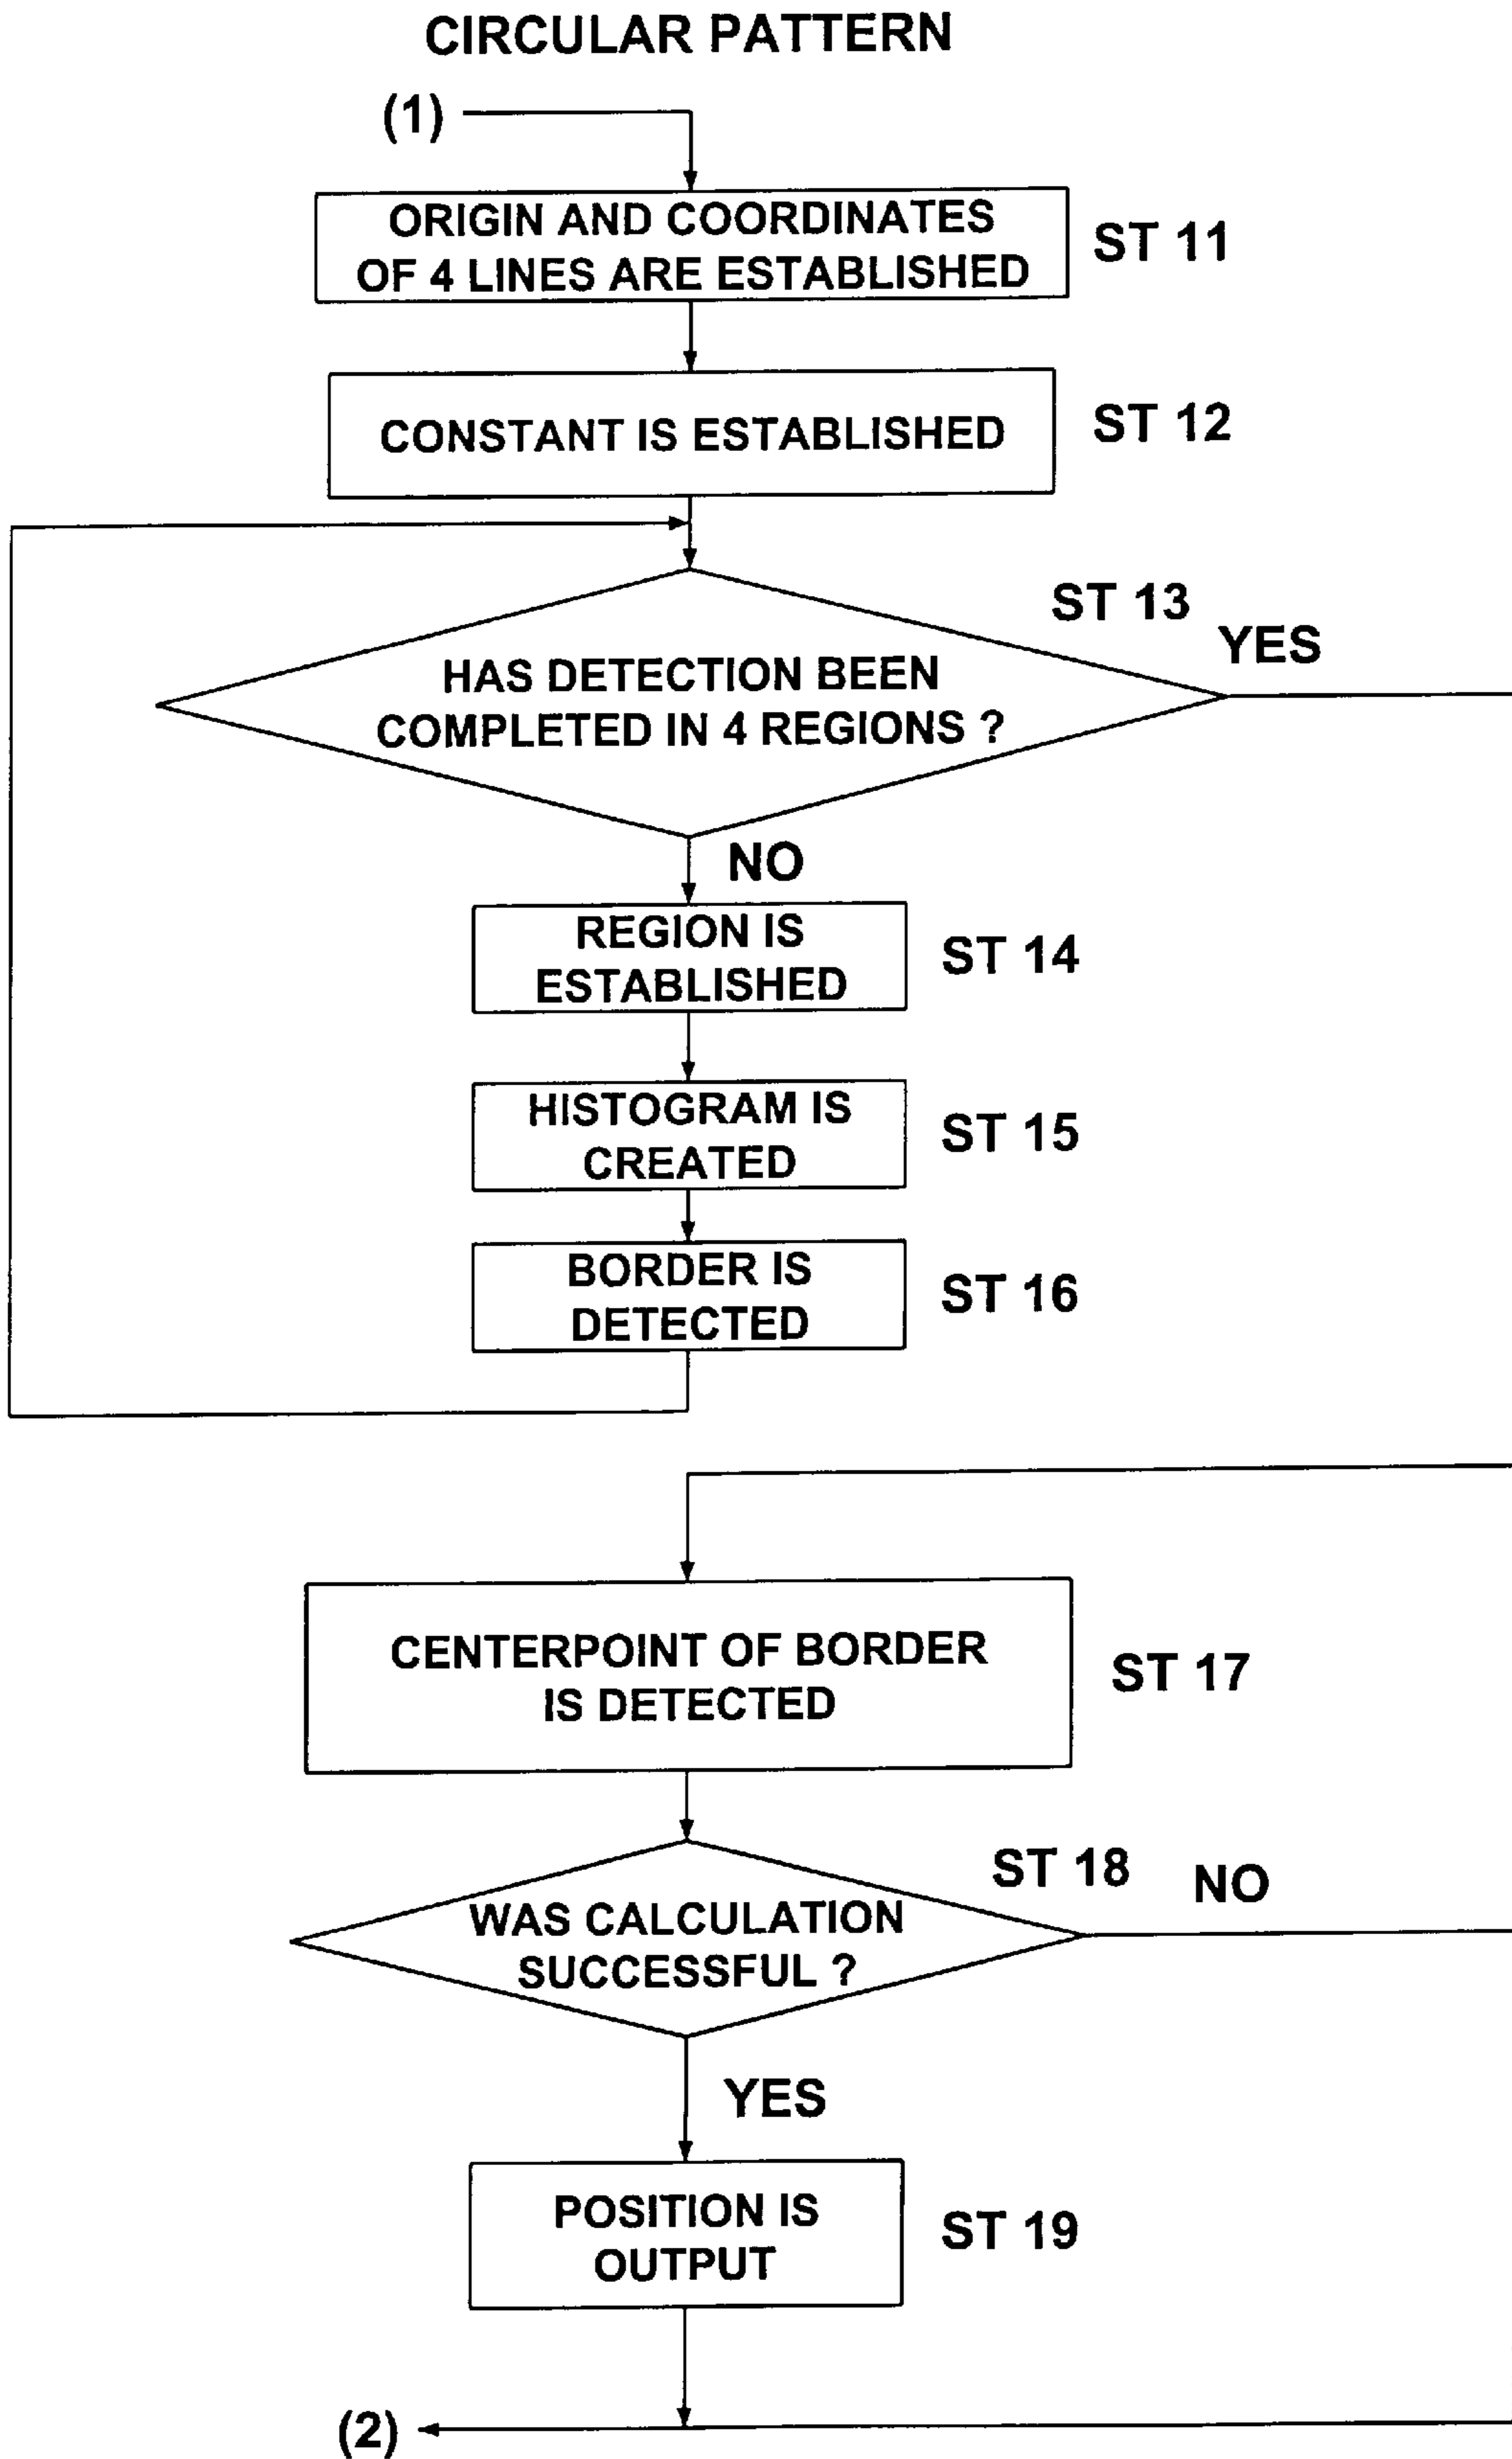 CIRCULAR PATTERN
(1)
ORIGIN AND COORDINATES
OF 4 LINES ARE ESTABLISHED
ST 11
CONSTANT IS ESTABLISHED
ST 12
ST 13
YES
HAS DETECTION BEEN
COMPLETED IN 4 REGIONS ?
NO
REGION IS
ESTABLISHED
ST 14
HISTOGRAM IS
CREATED
ST 15
BORDER IS
DETECTED
ST 16
CENTERPOINT OF BORDER
IS DETECTED
ST 17
ST 18
NO
WAS CALCULATION
SUCCESSFUL ?
YES
POSITION IS
OUTPUT
ST 19
(2)